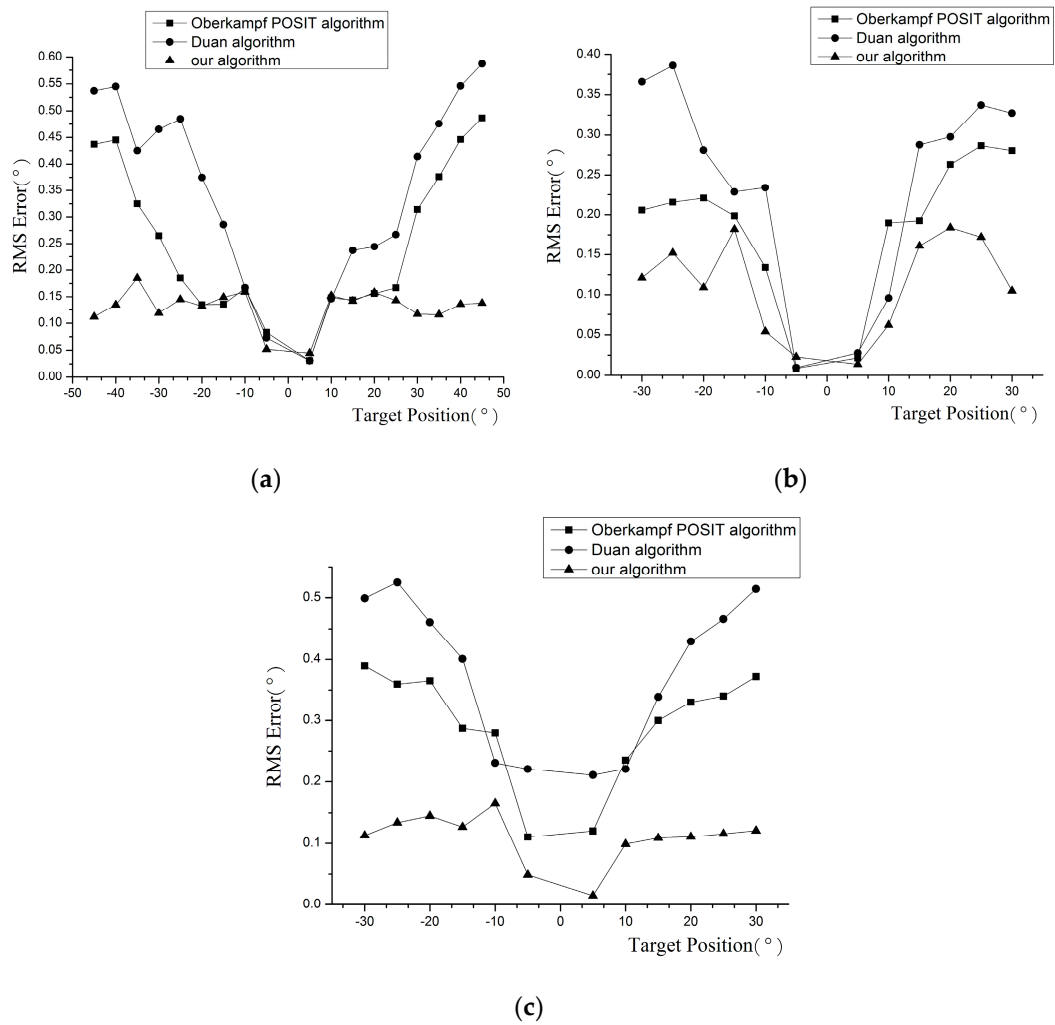 Oberkampf POSIT algorithm
Duan algorithm
our algorithm
0.60
0.55
0.50
0.45
0.40
0.35
0.30
0.25
0.20
0.15
0.10
0.05
0.00
RMS Error(°)
-50 -40 -30 -20 -10 0 10 20 30 40 50
Target Position(°)
(a)
Oberkampf POSIT algorithm
Duan algorithm
our algorithm
0.40
0.35
0.30
0.25
0.20
0.15
0.10
0.05
0.00
RMS Error(°)
-30 -20 -10 0 10 20 30
Target Position(°)
(b)
Oberkampf POSIT algorithm
Duan algorithm
our algorithm
0.5
0.4
0.3
0.2
0.1
0.0
RMS Error(°)
-30 -20 -10 0 10 20 30
Target Position(°)
(c)